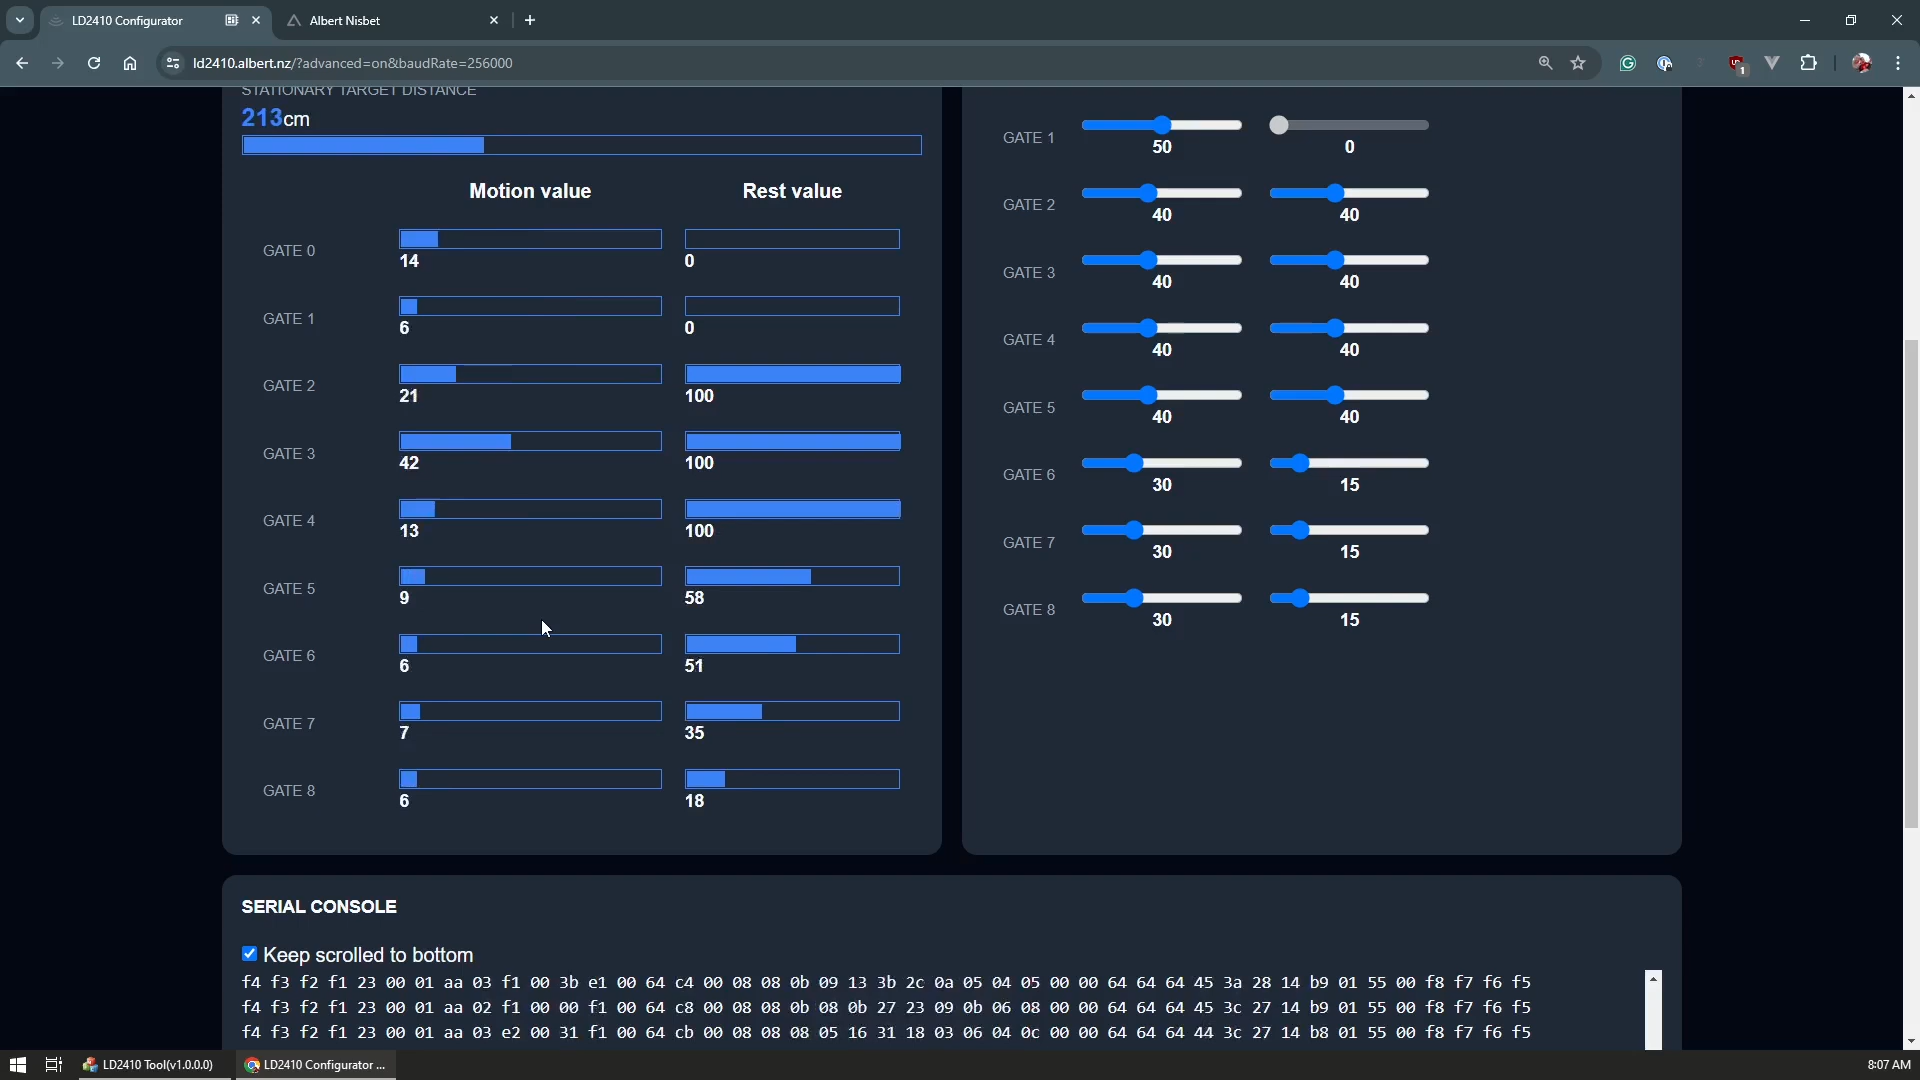 LD2410 Configurator
Albert Nisbet
ld2410.albert.nz/?advanced=on&baudRate=256000
1
STATIONARY TARGET DISTANCE
213cm
Motion value Rest value
GATE 0 14 0
GATE 1 6 0
GATE 2 21 100
GATE 3 42 100
GATE 4 13 100
GATE 5 9 58
GATE 6 6 51
GATE 7 7 35
GATE 8 6 18
GATE 1 50 0
GATE 2 40 40
GATE 3 40 40
GATE 4 40 40
GATE 5 40 40
GATE 6 30 15
GATE 7 30 15
GATE 8 30 15
SERIAL CONSOLE
Keep scrolled to bottom
f4 f3 f2 f1 23 00 01 aa 03 f1 00 3b e1 00 64 c4 00 08 08 0b 09 13 3b 2c 0a 05 04 05 00 00 64 64 64 45 3a 28 14 b9 01 55 00 f8 f7 f6 f5
f4 f3 f2 f1 23 00 01 aa 02 f1 00 00 f1 00 64 c8 00 08 08 0b 08 0b 27 23 09 0b 06 08 00 00 64 64 64 45 3c 27 14 b9 01 55 00 f8 f7 f6 f5
f4 f3 f2 f1 23 00 01 aa 03 e2 00 31 f1 00 64 cb 00 08 08 08 05 16 31 18 03 06 04 0c 00 00 64 64 64 44 3c 27 14 b8 01 55 00 f8 f7 f6 f5
LD2410 Tool(v1.0.0.0)
LD2410 Configurator ...
8:07 AM